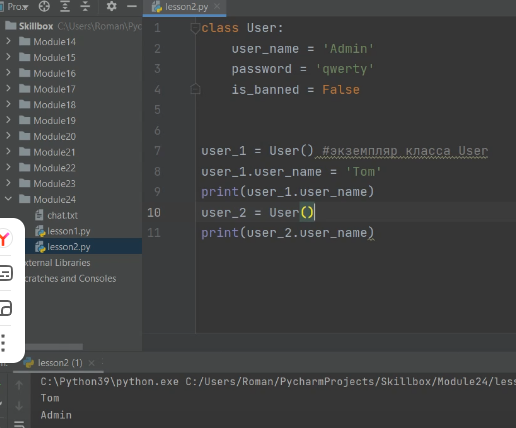 Pro...
lesson2.py
Skillbox C:\Users\Roman\Pyc
Module14
Module15
Module16
Module17
Module18
Module19
Module20
Module21
Module22
Module23
Module24
chat.txt
lesson1.py
lesson2.py
xternal Libraries
cratches and Consoles
1 class User:
2 user_name = 'Admin'
3 password = 'qwerty'
4 is_banned = False
5
6
7 user_1 = User() #экземпляр класса User
8 user_1.user_name = 'Tom'
9 print(user_1.user_name)
10 user_2 = User()
11 print(user_2.user_name)
lesson2 (1)
C:\Python39\python.exe C:/Users/Roman/PycharmProjects/Skillbox/Module24/less
Tom
Admin